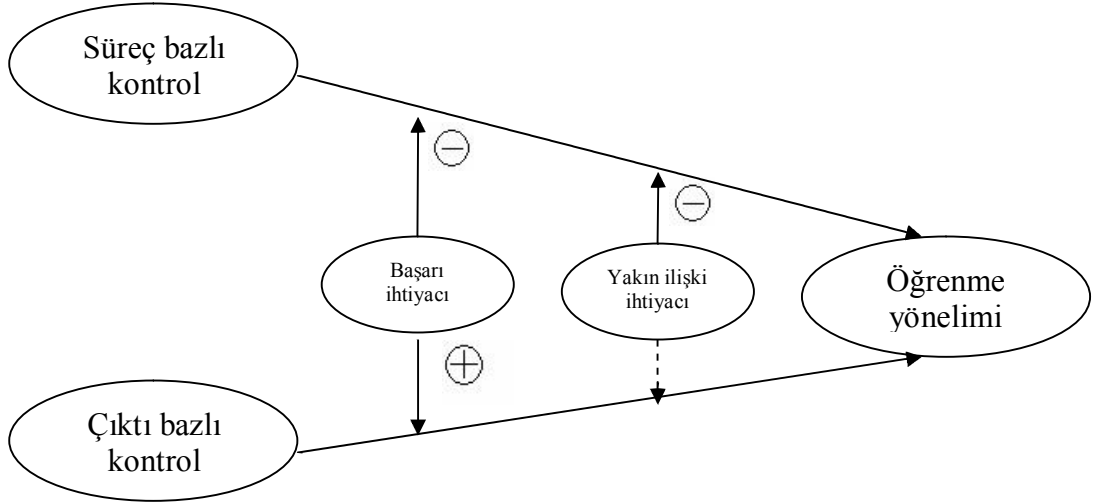 Süreç bazlı
kontrol
Başarı
ihtiyacı
Yakın ilişki
ihtiyacı
Öğrenme
yönelimi
Çıktı bazlı
kontrol